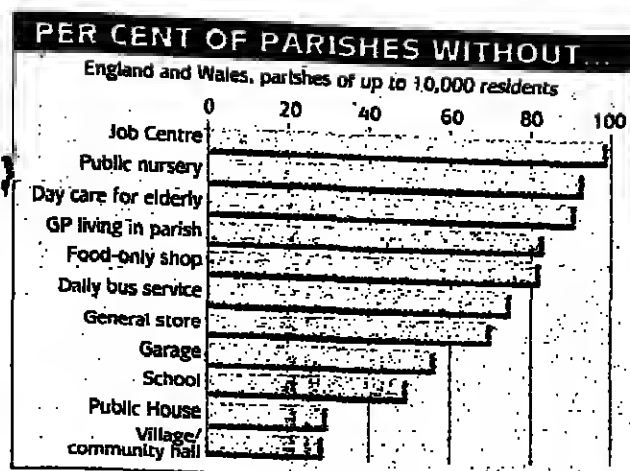 PER CENT OF PARISHES WITHOUT...
England and Wales, parishes of up to 10,000 residents
0 20 40 60 80 100
Job Centre
Public nursery
Day care for elderly
GP living in parish
Food-only shop
Daily bus service
General store
Garage
School
Public House
Village/
community hall